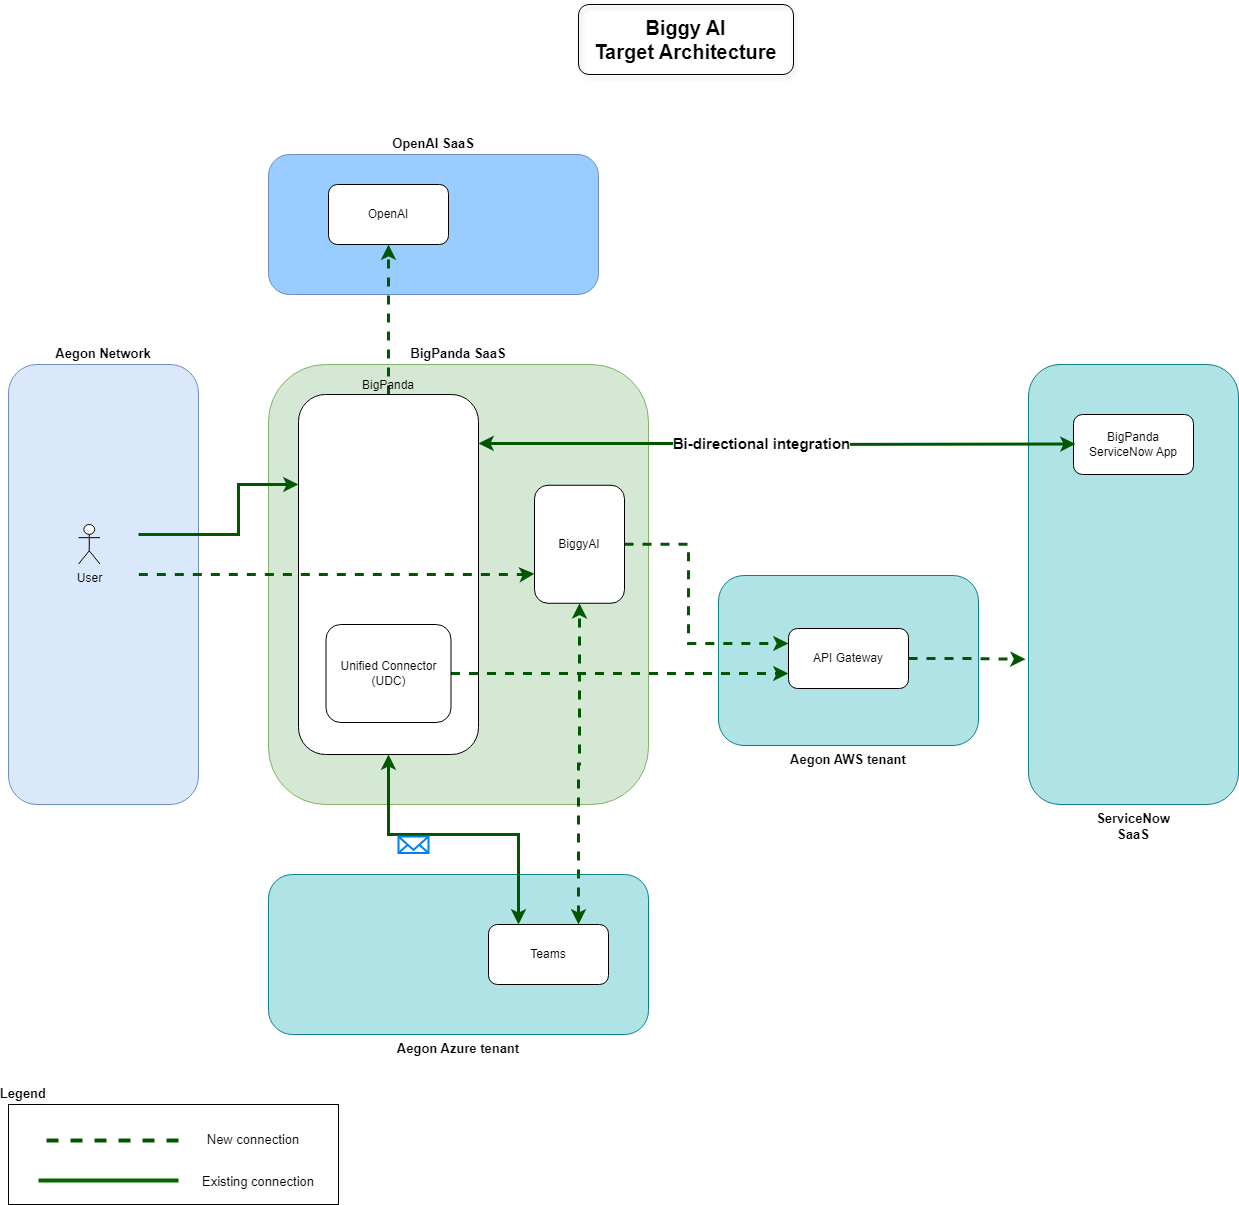 Biggy AI
Target Architecture
OpenAI SaaS
OpenAI
Aegon Network
BigPanda SaaS
BigPanda
Bi-directional integration
BigPanda
ServiceNow App
BiggyAI
User
Unified Connector
(UDC)
API Gateway
Aegon AWS tenant
ServiceNow
SaaS
Teams
Aegon Azure tenant
Legend
New connection
Existing connection